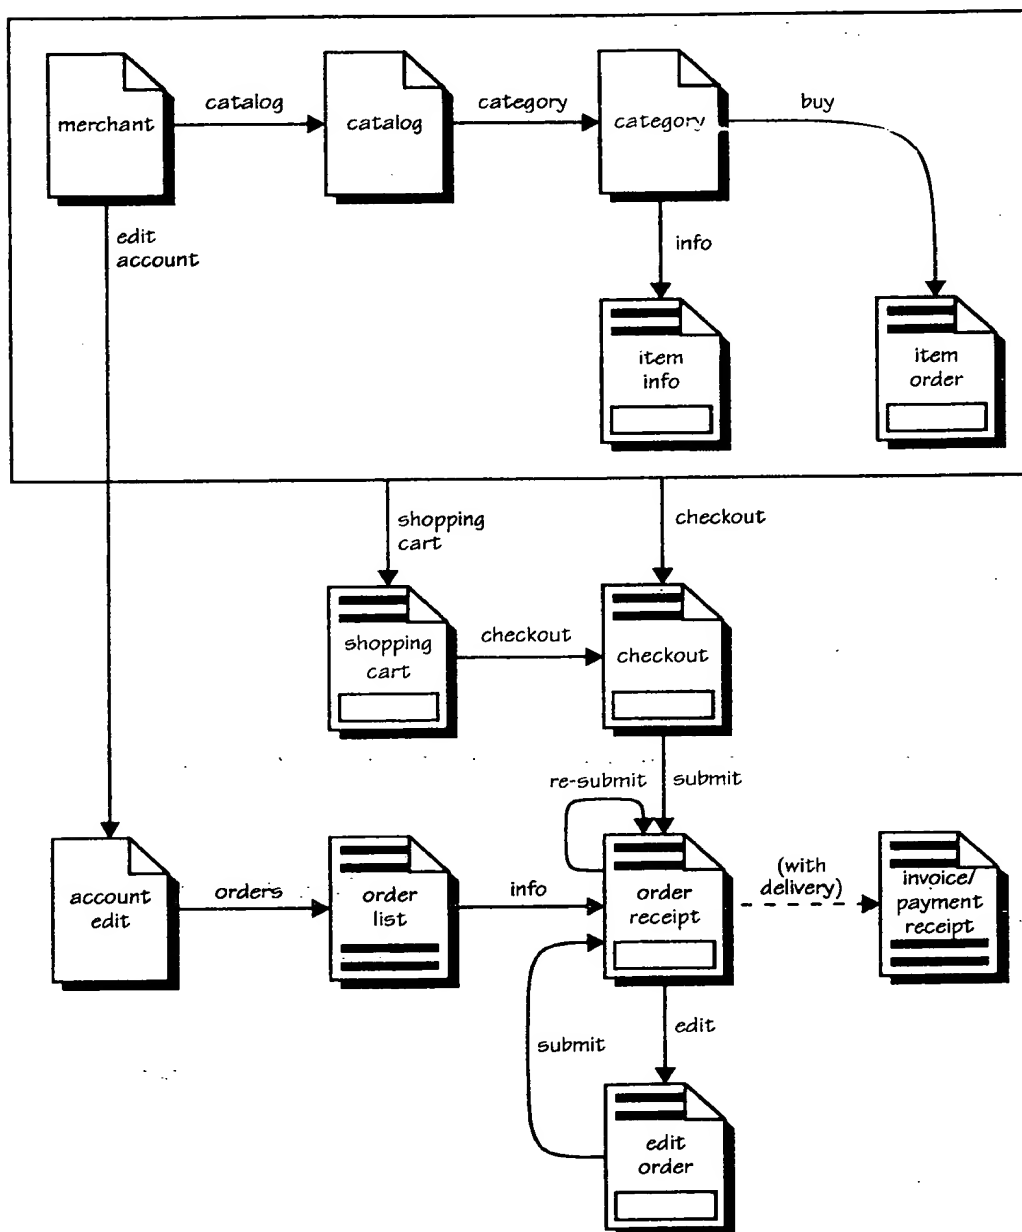 catalog
category
buy
merchant
catalog
category
edit
account
info
item
info
item
order
shopping
cart
checkout
shopping
cart
checkout
checkout
re-submit
submit
account
edit
orders
order
list
info
order
receipt
(with
delivery)
invoice/
payment
receipt
submit
edit
edit
order